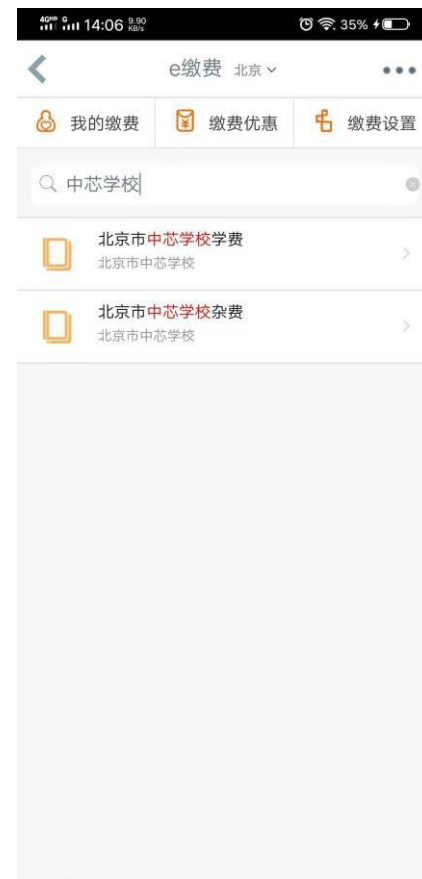 4GHD G 14:06 9.90 KB/s 35%
e缴费 北京
我的缴费 缴费优惠 缴费设置
中芯学校
北京市中芯学校学费
北京市中芯学校
北京市中芯学校杂费
北京市中芯学校